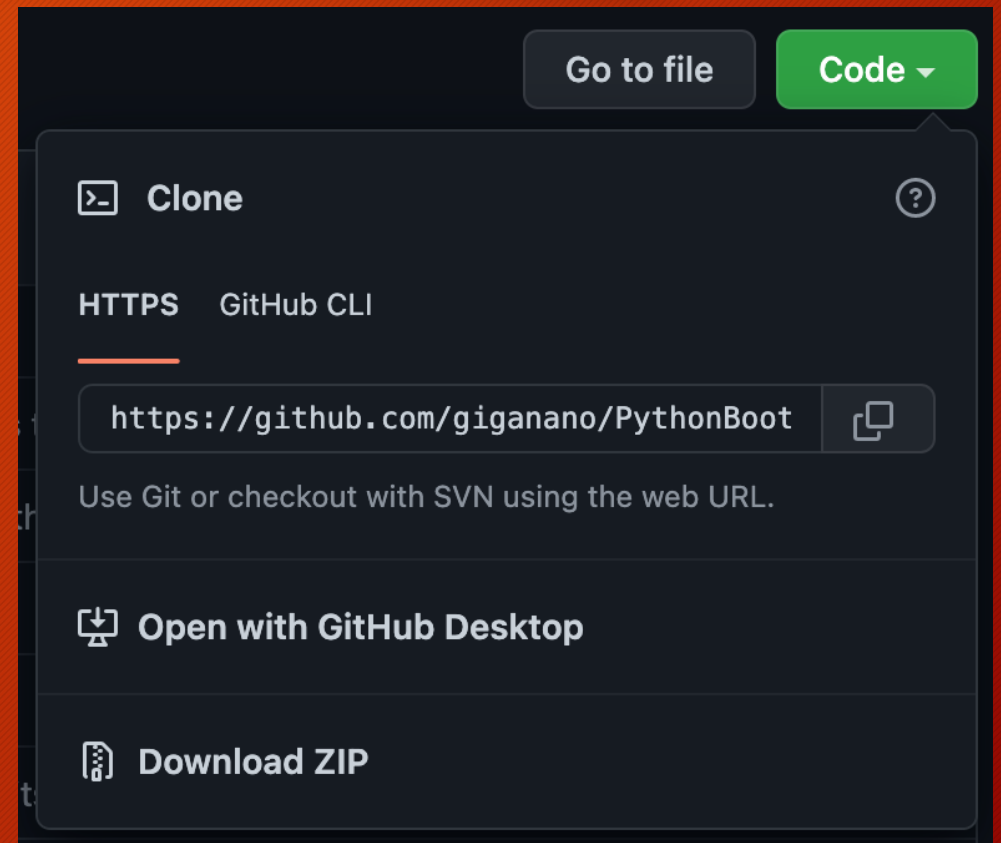 Go to file
Code
Clone
HTTPS GitHub CLI
https://github.com/giganano/PythonBoot
Use Git or checkout with SVN using the web URL.
Open with GitHub Desktop
Download ZIP